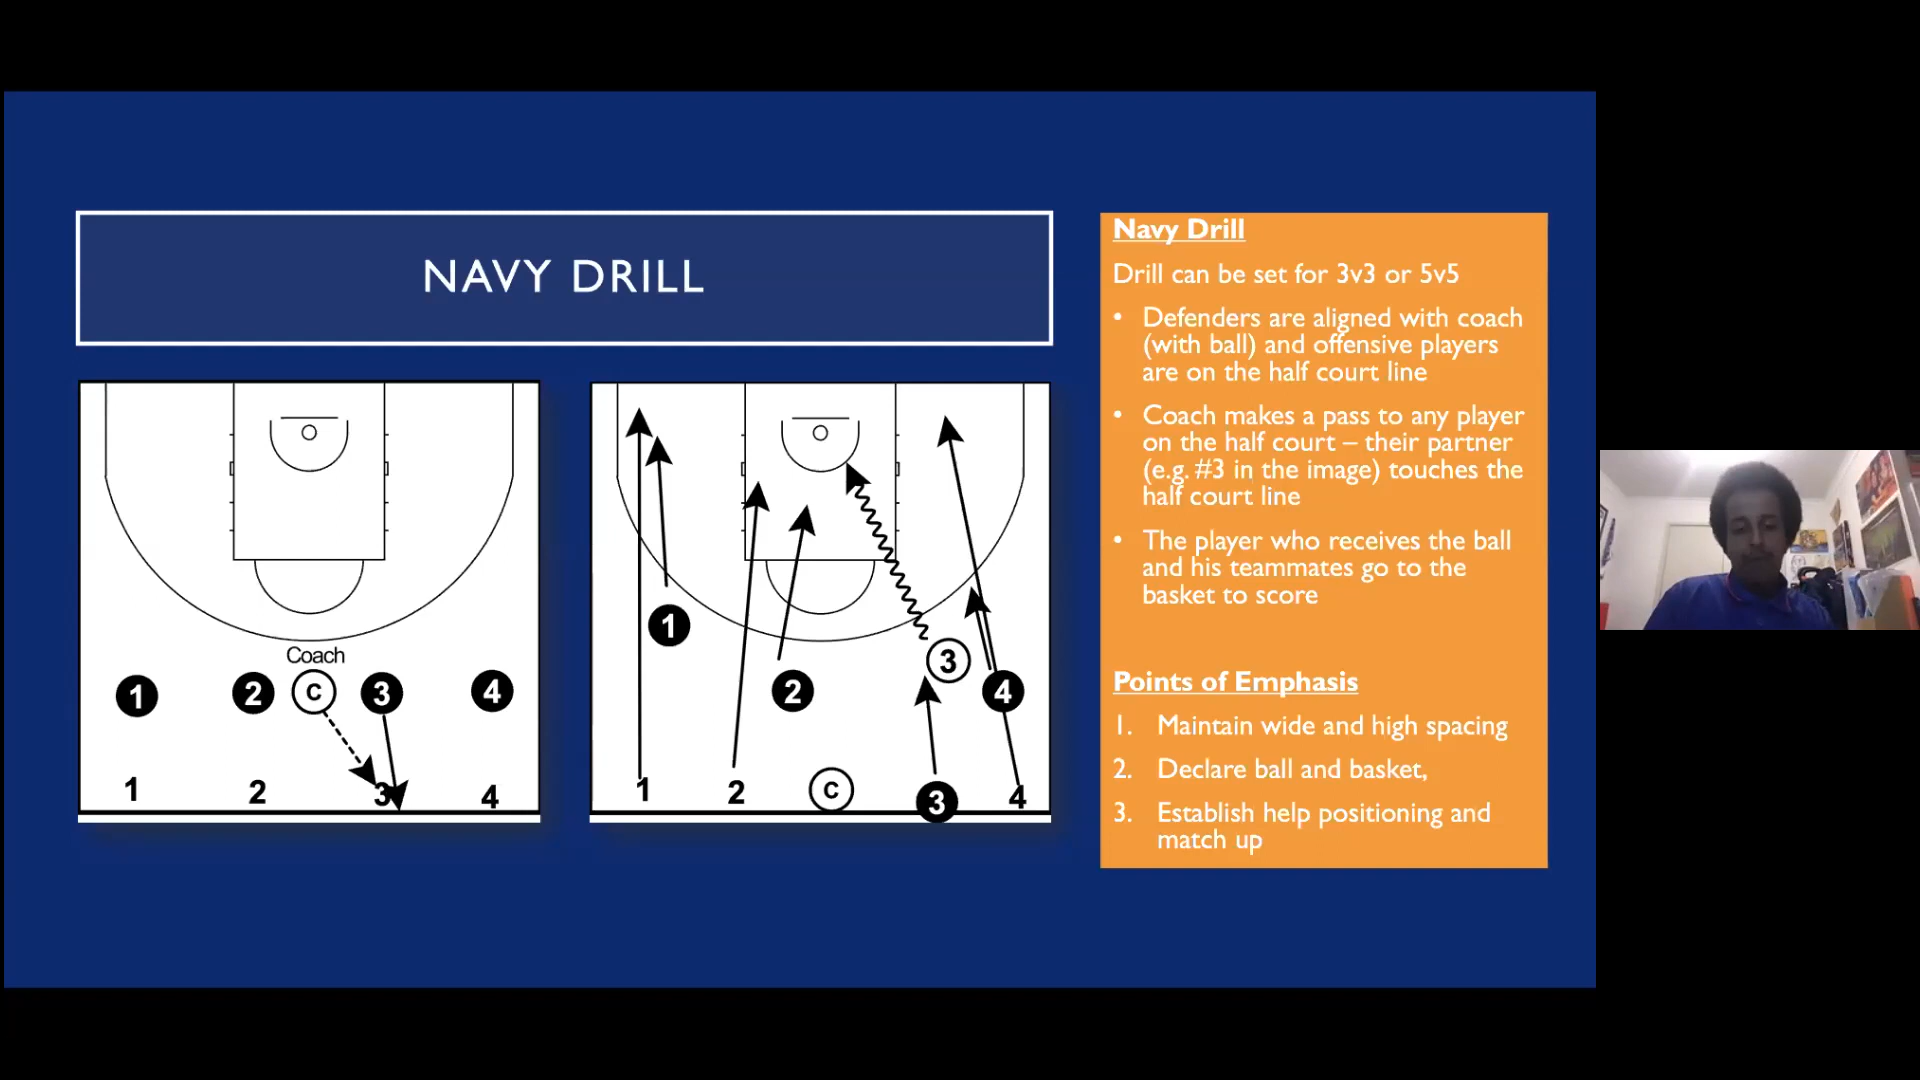 NAVY DRILL
Coach
1 2 C 3 4
1 2 3 4
1
3
2 4
1 2 C 3 4
Navy Drill
Drill can be set for 3v3 or 5v5
• Defenders are aligned with coach
(with ball) and offensive players
are on the half court line
• Coach makes a pass to any player
on the half court – their partner
(e.g. #3 in the image) touches the
half court line
• The player who receives the ball
and his teammates go to the
basket to score
Points of Emphasis
1. Maintain wide and high spacing
2. Declare ball and basket,
3. Establish help positioning and
match up